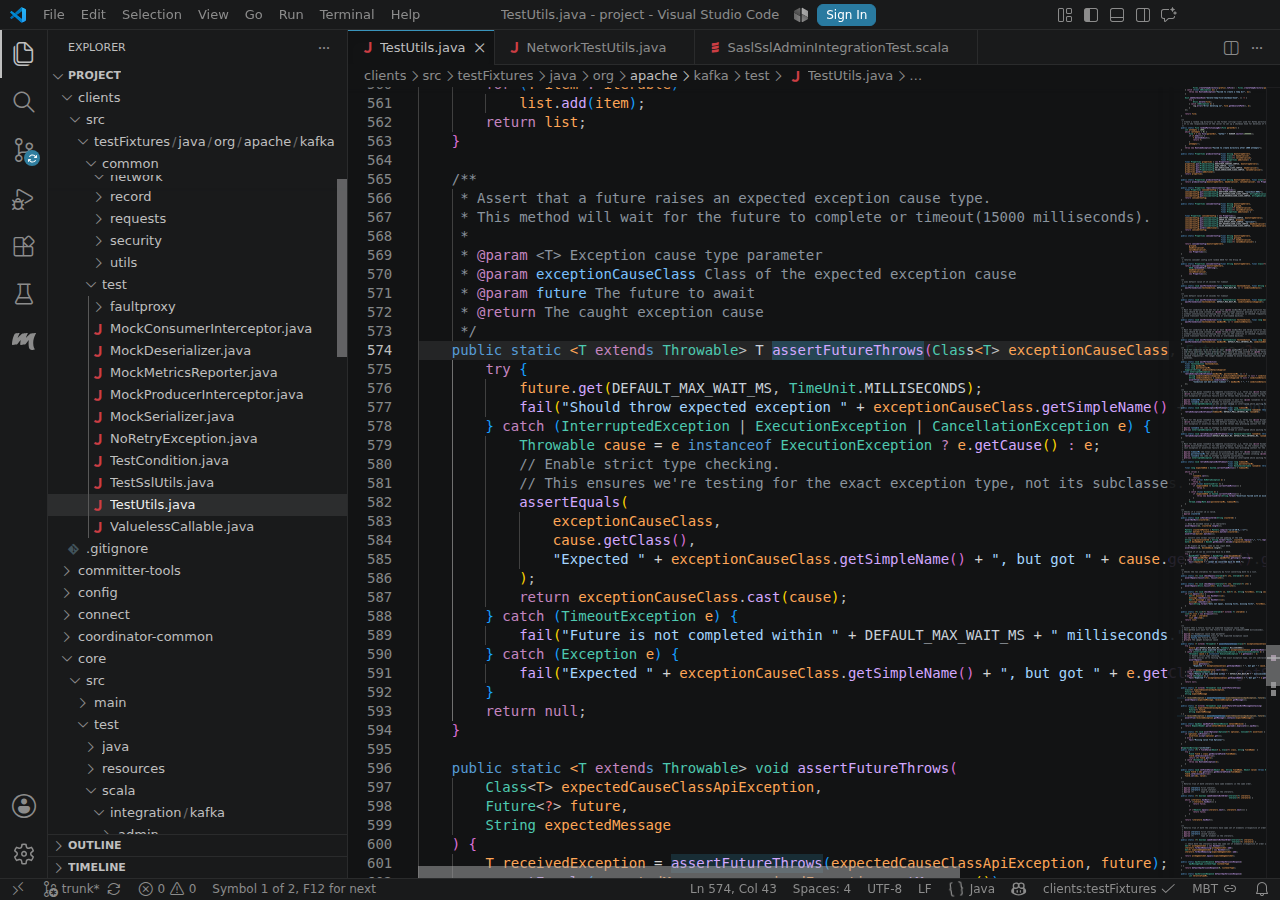 File Edit Selection View Go Run Terminal Help TestUtils.java - project - Visual Studio Code Sign In
EXPLORER
PROJECT
clients
src
testFixtures/java/org/apache/kafka
common
network
record
requests
security
utils
test
faultproxy
MockConsumerInterceptor.java
MockDeserializer.java
MockMetricsReporter.java
MockProducerInterceptor.java
MockSerializer.java
NoRetryException.java
TestCondition.java
TestSslUtils.java
TestUtils.java
ValuelessCallable.java
.gitignore
committer-tools
config
connect
coordinator-common
core
src
main
test
java
resources
scala
integration/kafka
admin
OUTLINE
TIMELINE
TestUtils.java NetworkTestUtils.java SaslSslAdminIntegrationTest.scala
clients > src > testFixtures > java > org > apache > kafka > test > TestUtils.java > ...
560 for (T item : iterable)
561 list.add(item);
562 return list;
563 }
564
565 /**
566 * Assert that a future raises an expected exception cause type.
567 * This method will wait for the future to complete or timeout(15000 milliseconds).
568 *
569 * @param <T> Exception cause type parameter
570 * @param exceptionCauseClass Class of the expected exception cause
571 * @param future The future to await
572 * @return The caught exception cause
573 */
574 public static <T extends Throwable> T assertFutureThrows(Class<T> exceptionCauseClass
575 try {
576 future.get(DEFAULT_MAX_WAIT_MS, TimeUnit.MILLISECONDS);
577 fail("Should throw expected exception " + exceptionCauseClass.getSimpleName()
578 } catch (InterruptedException | ExecutionException | CancellationException e) {
579 Throwable cause = e instanceof ExecutionException ? e.getCause() : e;
580 // Enable strict type checking.
581 // This ensures we're testing for the exact exception type, not its subclasses.
582 assertEquals(
583 exceptionCauseClass,
584 cause.getClass(),
585 "Expected " + exceptionCauseClass.getSimpleName() + ", but got " + cause.
586 );
587 return exceptionCauseClass.cast(cause);
588 } catch (TimeoutException e) {
589 fail("Future is not completed within " + DEFAULT_MAX_WAIT_MS + " milliseconds
590 } catch (Exception e) {
591 fail("Expected " + exceptionCauseClass.getSimpleName() + ", but got " + e.get
592 }
593 return null;
594 }
595
596 public static <T extends Throwable> void assertFutureThrows(
597 Class<T> expectedCauseClassApiException,
598 Future<?> future,
599 String expectedMessage
600 ) {
601 T receivedException = assertFutureThrows(expectedCauseClassApiException, future);
trunk* 0 0 Symbol 1 of 2, F12 for next Ln 574, Col 43 Spaces: 4 UTF-8 LF { } Java clients:testFixtures MBT